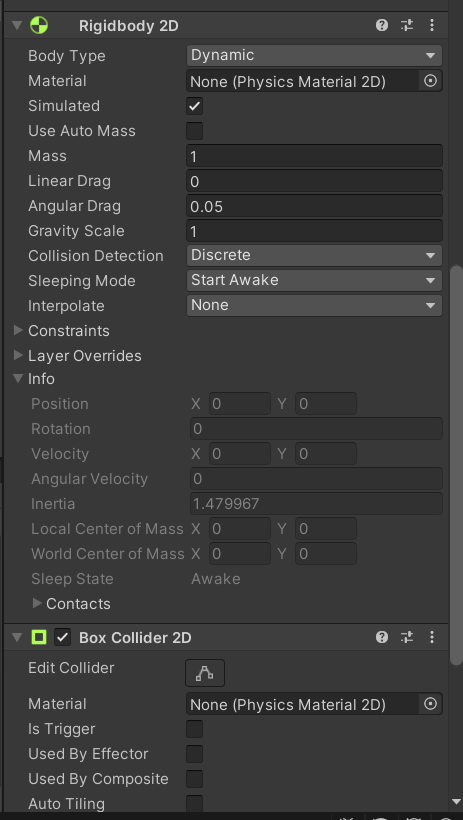 Rigidbody 2D
Body Type Dynamic
Material None (Physics Material 2D)
Simulated
Use Auto Mass
Mass 1
Linear Drag 0
Angular Drag 0.05
Gravity Scale 1
Collision Detection Discrete
Sleeping Mode Start Awake
Interpolate None
Constraints
Layer Overrides
Info
Position X 0 Y 0
Rotation 0
Velocity X 0 Y 0
Angular Velocity 0
Inertia 1.479967
Local Center of Mass X 0 Y 0
World Center of Mass X 0 Y 0
Sleep State Awake
Contacts
Box Collider 2D
Edit Collider
Material None (Physics Material 2D)
Is Trigger
Used By Effector
Used By Composite
Auto Tiling